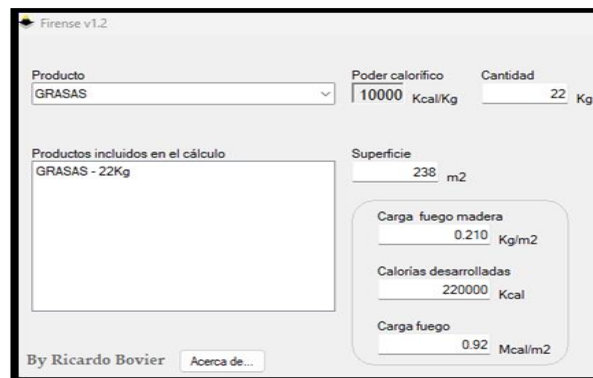 Firense v1.2
Producto
GRASAS
Poder calorífico
10000 Kcal/Kg
Cantidad
22 Kg
Productos incluidos en el cálculo
GRASAS - 22Kg
Superficie
238 m2
Carga fuego madera
0.210 Kg/m2
Calorías desarrolladas
220000 Kcal
Carga fuego
0.92 Mcal/m2
By Ricardo Bovier
Acerca de...